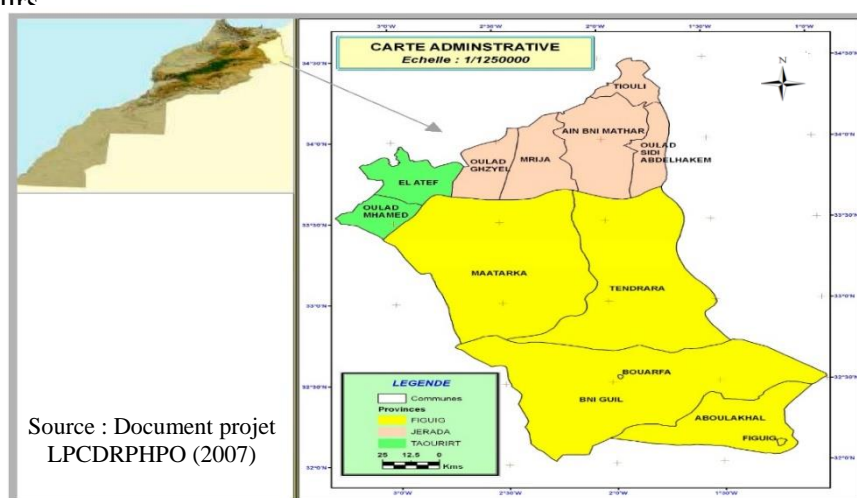 CARTE ADMINSTRATIVE
Echelle : 1/1250000
N
TIOULI
AIN BNI MATHAR
OULAD
SIDI
ABDELHAKEM
OULAD
GHZYEL
MRIJA
EL ATEF
OULAD
MHAMED
MAATARKA
TENDRARA
BOUARFA
BNI GUIL
ABOULAKHAL
FIGUIG
LEGENDE
Communes
Provinces
FIGUIG
JERADA
TAOURIRT
25 12.5 0
Kms
Source : Document projet
LPCDRPHPO (2007)